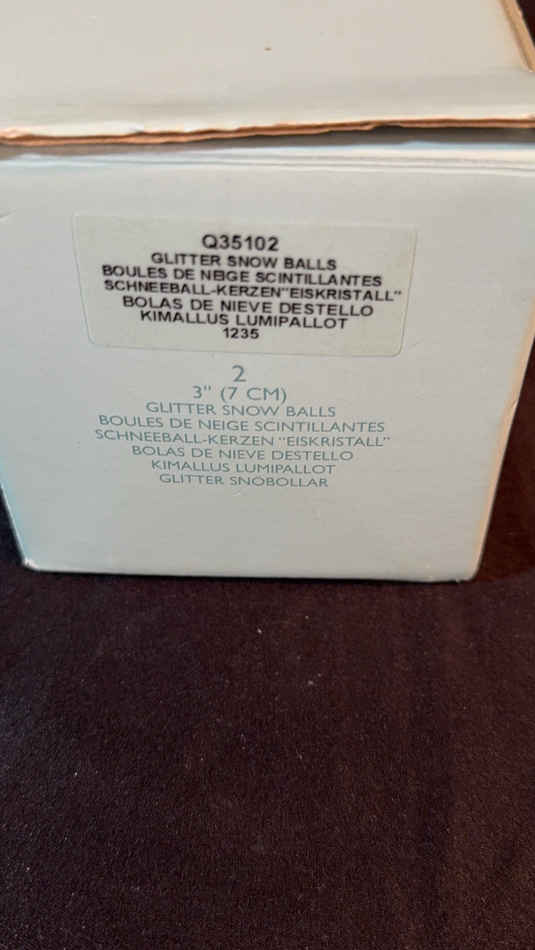 Q35102
GLITTER SNOW BALLS
BOULES DE NEIGE SCINTILLANTES
SCHNEEBALL-KERZEN"EISKRISTALL"
BOLAS DE NIEVE DESTELLO
KIMALLUS LUMIPALLOT
1235
2
3" (7 CM)
GLITTER SNOW BALLS
BOULES DE NEIGE SCINTILLANTES
SCHNEEBALL-KERZEN "EISKRISTALL"
BOLAS DE NIEVE DESTELLO
KIMALLUS LUMIPALLOT
GLITTER SNÖBOLLAR